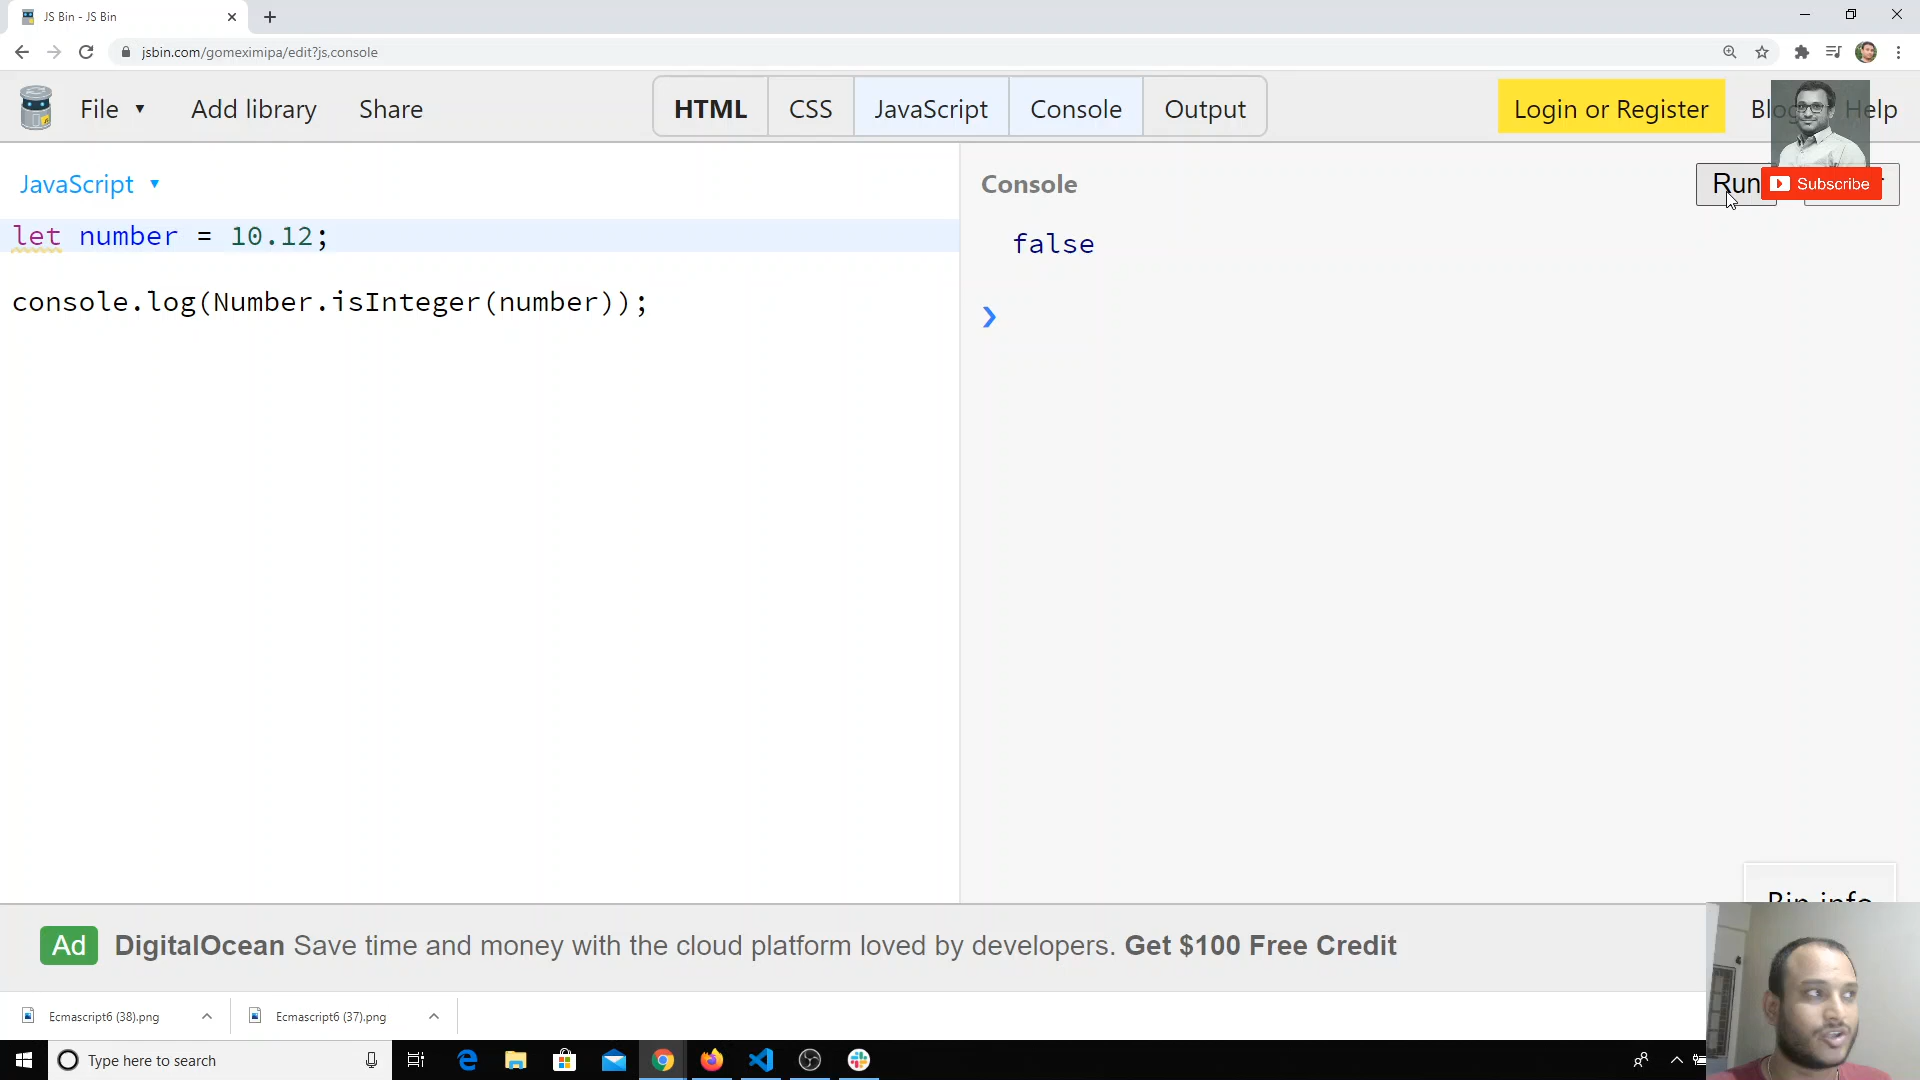 JS Bin - JS Bin
jsbin.com/gomeximipa/edit?js,console
File Add library Share HTML CSS JavaScript Console Output Login or Register Help
JavaScript
Console
Run
Subscribe
let number = 10.12;
false
console.log(Number.isInteger(number));
Ad DigitalOcean Save time and money with the cloud platform loved by developers. Get $100 Free Credit
Ecmascript6 (38).png
Ecmascript6 (37).png
Type here to search